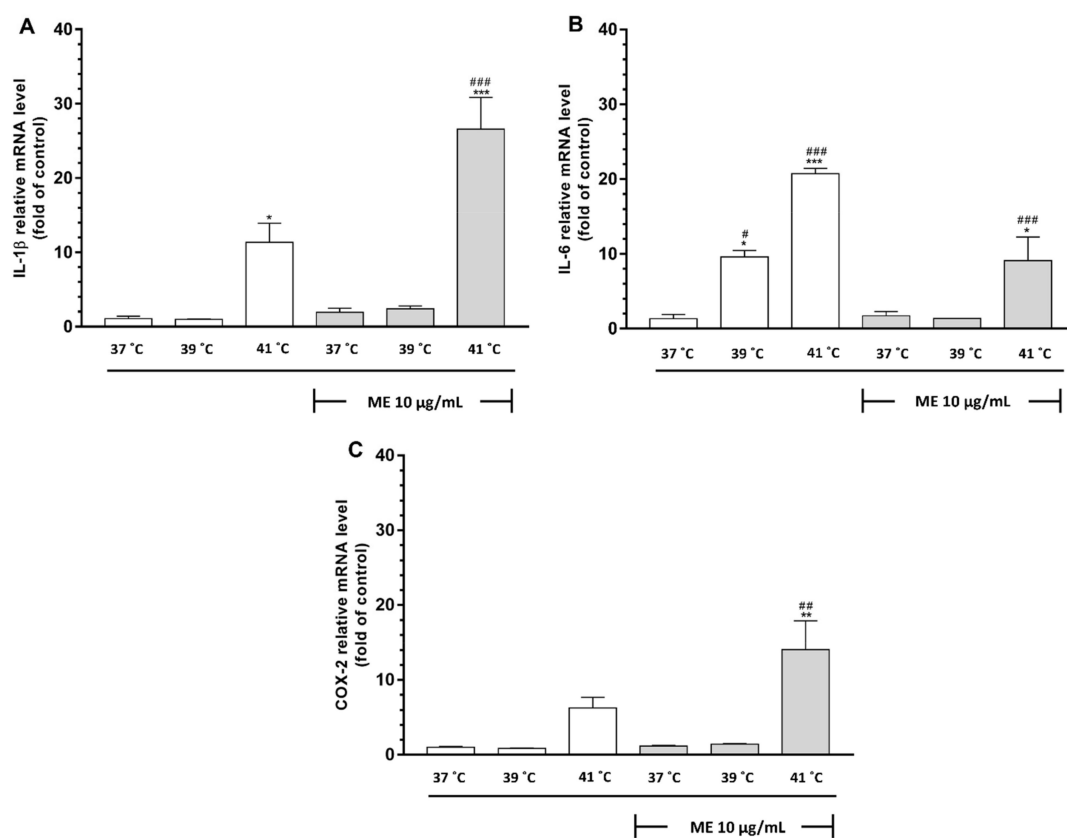 A
IL-1β relative mRNA level
(fold of control)
40
30
20
10
0
*
###
***
37 ˚C 39 ˚C 41 ˚C 37 ˚C 39 ˚C 41 ˚C
ME 10 µg/mL
B
IL-6 relative mRNA level
(fold of control)
40
30
20
10
0
#
*
###
***
###
*
37 ˚C 39 ˚C 41 ˚C 37 ˚C 39 ˚C 41 ˚C
ME 10 µg/mL
C
COX-2 relative mRNA level
(fold of control)
40
30
20
10
0
##
**
37 ˚C 39 ˚C 41 ˚C 37 ˚C 39 ˚C 41 ˚C
ME 10 µg/mL